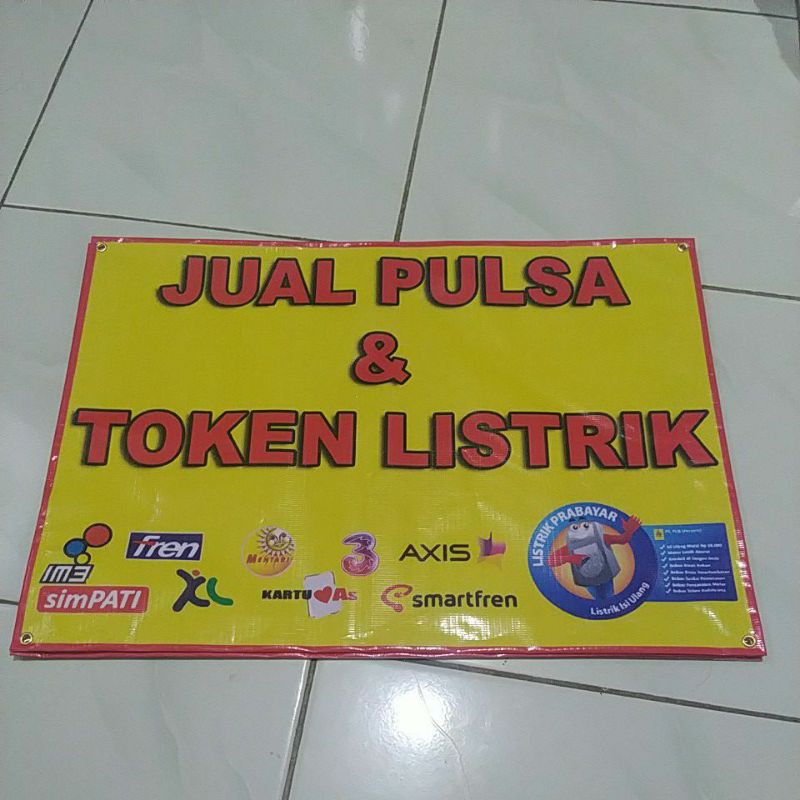 JUAL PULSA
&
TOKEN LISTRIK
IM3
fren
MENTARI
3
AXIS
simPATI
XL
KARTU As
smartfren
LISTRIK PRABAYAR
Listrik Isi Ulang